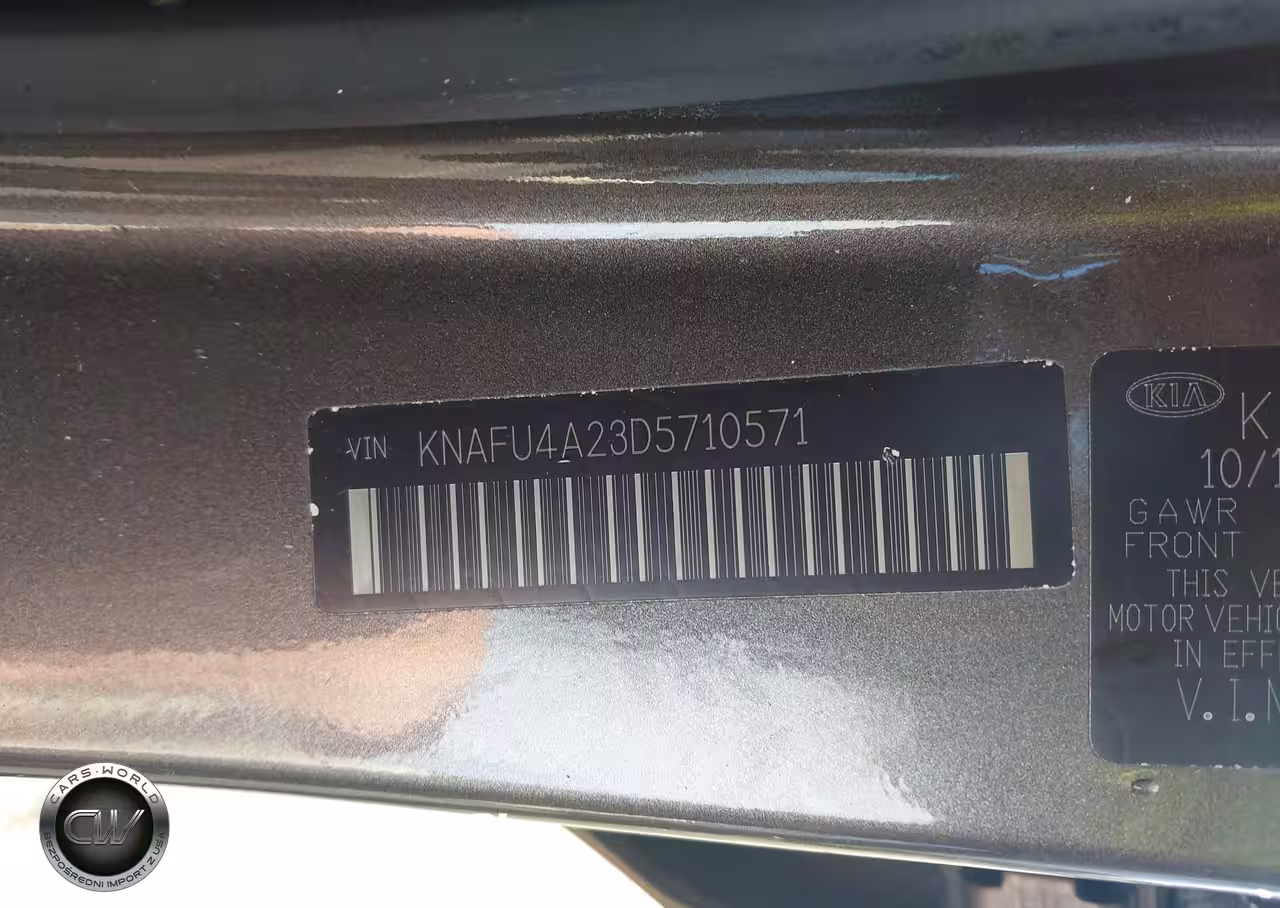 VIN KNAFU4A23D5710571
KIA
K
10/1
GAWR
FRONT
THIS VE
MOTOR VEHIC
IN EFF
V.I.N
CARS·WORLD
CW
BEZPOŚREDNI IMPORT Z USA